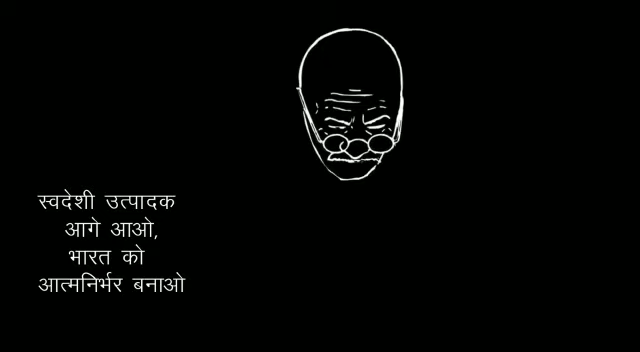 स्वदेशी उत्पादक
आगे आओ,
भारत को
आत्मनिर्भर बनाओ